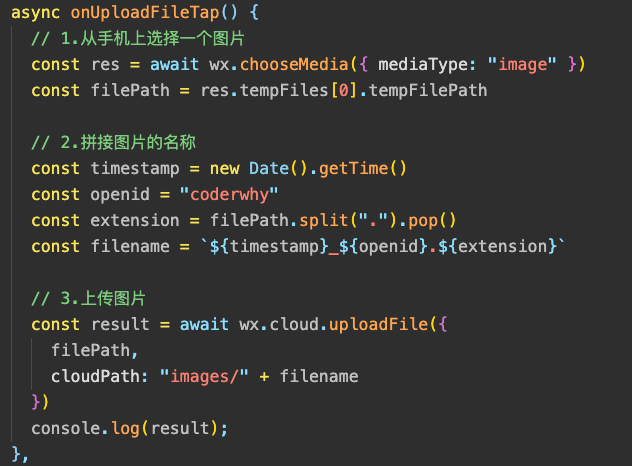 async onUploadFileTap() {
// 1.从手机上选择一个图片
const res = await wx.chooseMedia({ mediaType: "image" })
const filePath = res.tempFiles[0].tempFilePath
// 2.拼接图片的名称
const timestamp = new Date().getTime()
const openid = "coderwhy"
const extension = filePath.split(".").pop()
const filename = `${timestamp}_${openid}.${extension}`
// 3.上传图片
const result = await wx.cloud.uploadFile({
filePath,
cloudPath: "images/" + filename
})
console.log(result);
},